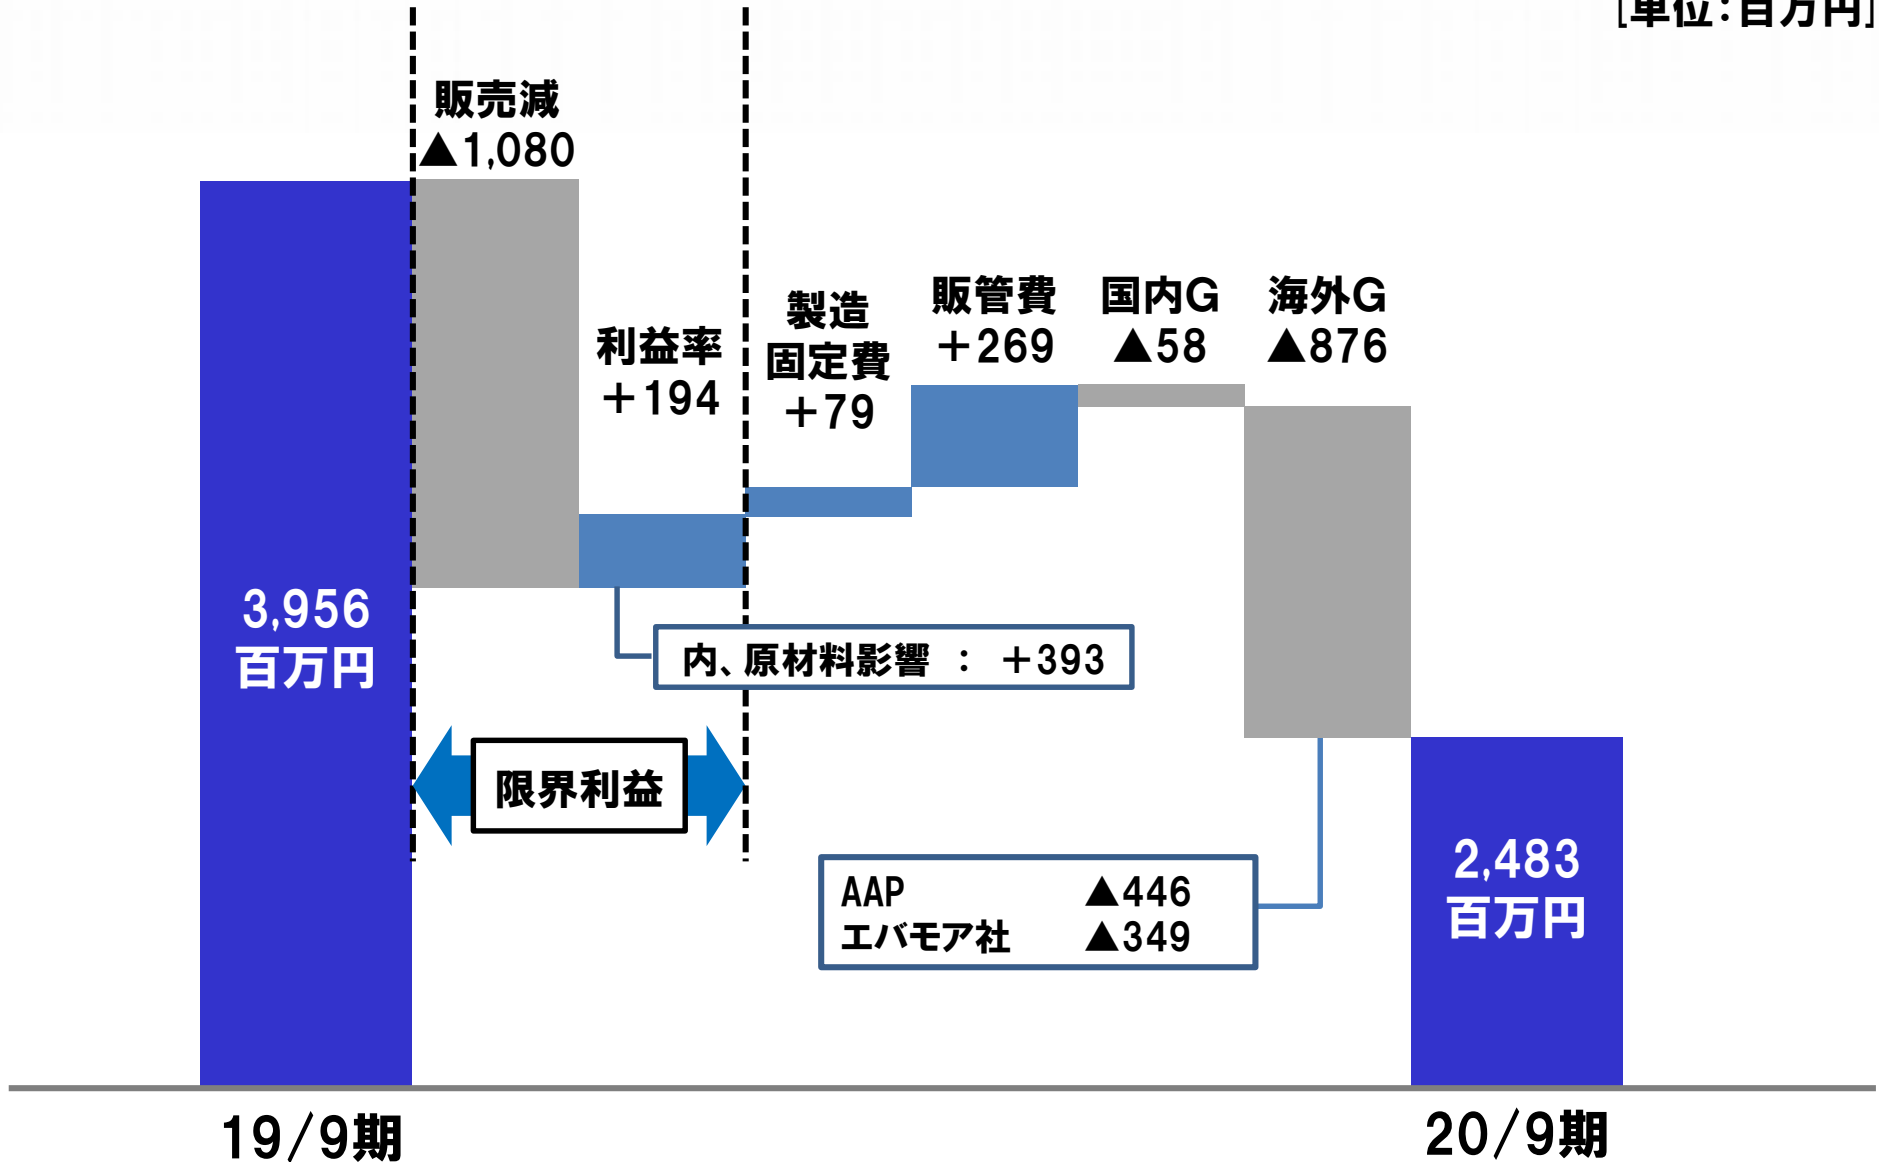 [単位:百万円]
販売減
▲1,080
利益率
+194
製造
固定費
+79
販管費
+269
国内G
▲58
海外G
▲876
3,956
百万円
内、原材料影響 : +393
限界利益
AAP ▲446
エバモア社 ▲349
2,483
百万円
19/9期
20/9期